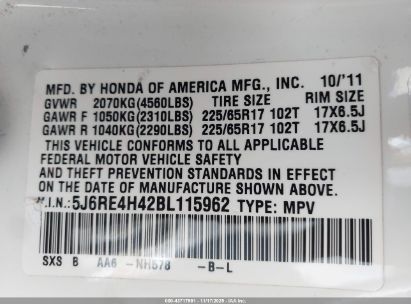 MFD. BY HONDA OF AMERICA MFG., INC. 10/'11
GVWR 2070KG(4560LBS) TIRE SIZE RIM SIZE
GAWR F 1050KG(2310LBS) 225/65R17 102T 17X6.5J
GAWR R 1040KG(2290LBS) 225/65R17 102T 17X6.5J
THIS VEHICLE CONFORMS TO ALL APPLICABLE
FEDERAL MOTOR VEHICLE SAFETY AND
THEFT PREVENTION STANDARDS IN EFFECT ON
THE DATE OF MANUFACTURE SHOWN ABOVE.
V.I.N.: 5J6RE4H42BL115962 TYPE: MPV
SXS B AA6 -NH578 -B-L